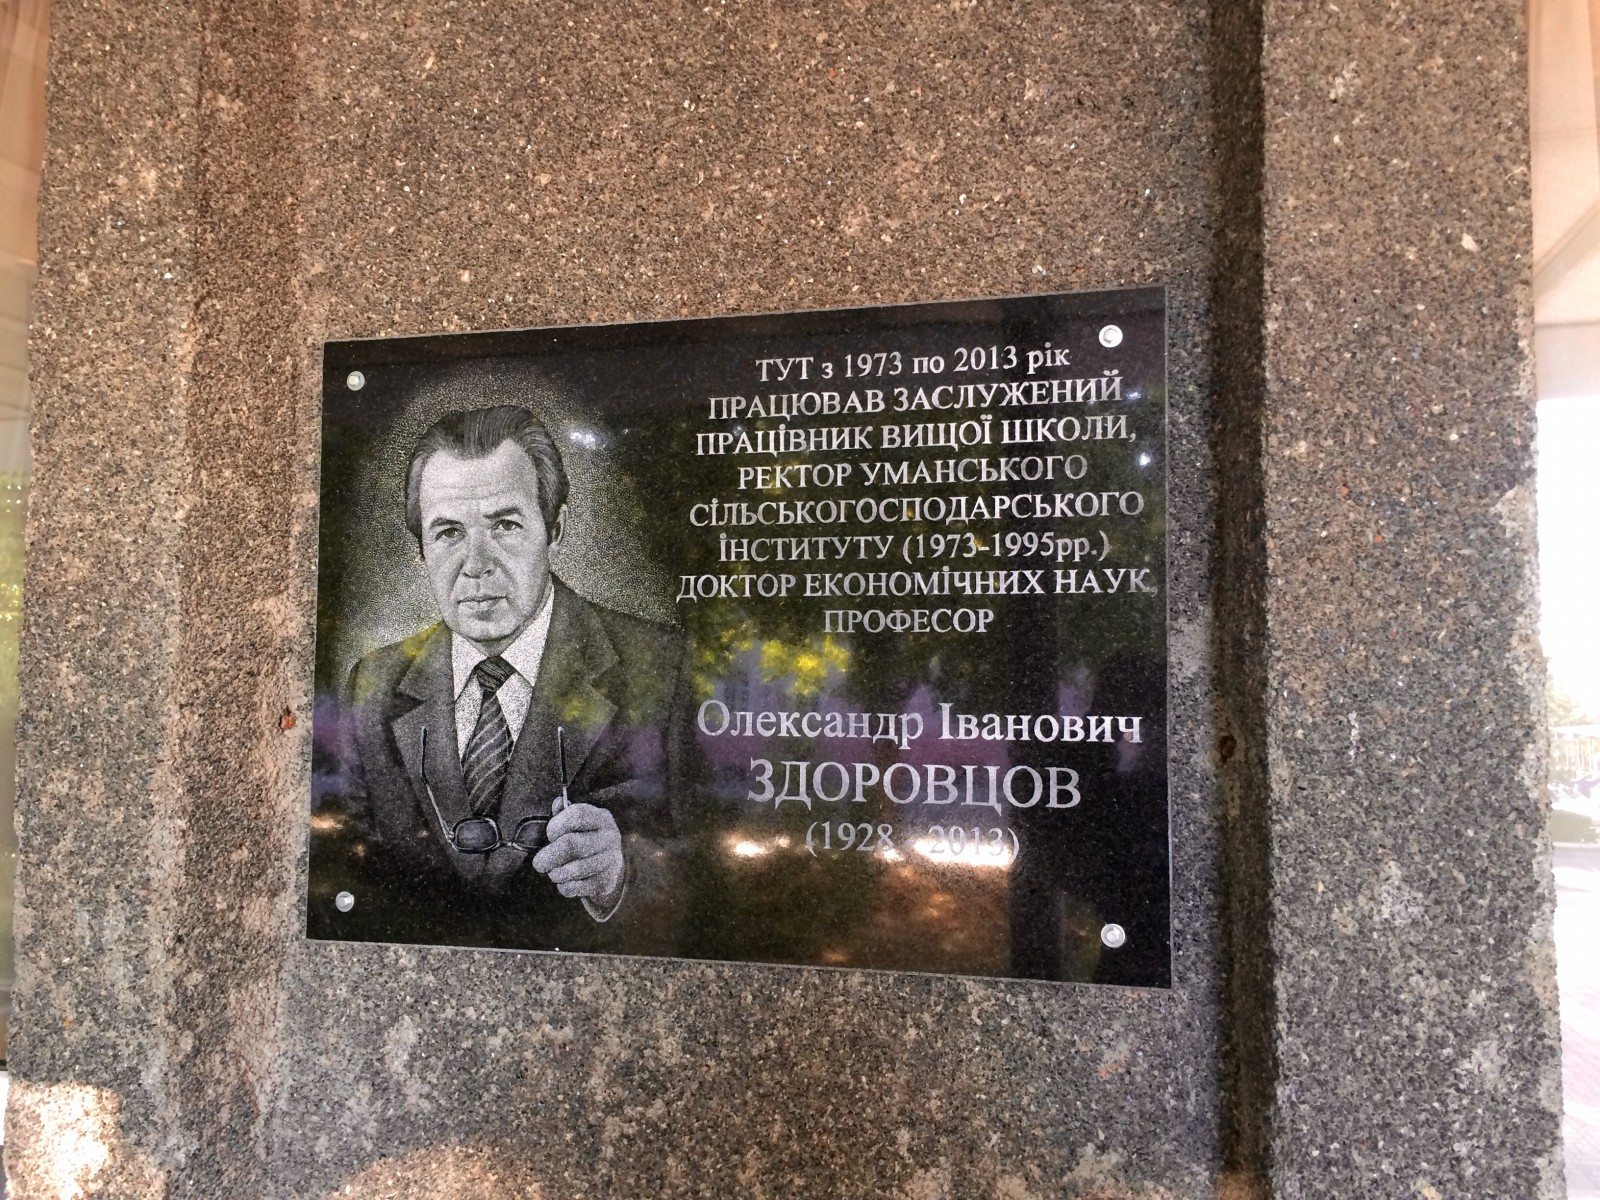 ТУТ з 1973 по 2013 рік
ПРАЦЮВАВ ЗАСЛУЖЕНИЙ
ПРАЦіВНИК ВИЩОЇ ШКОЛИ,
РЕКТОР УМАНСЬКОГО
СіЛЬСЬКОГОСПОДАРСЬКОГО
іНСТИТУТУ (1973-1995рр.)
ДОКТОР ЕКОНОМіЧНИХ НАУК,
ПРОФЕСОР
Олександр Іванович
ЗДОРОВЦОВ
(1928 - 2013)